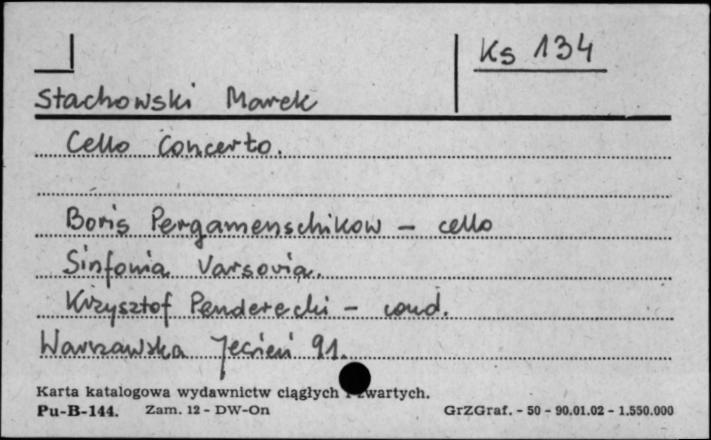 Ks 134
Stachowski Marek
Cello Concerto.
Boris Pergamenschikow – cello
Sinfonia Varsovia.
Krzysztof Penderecki – cond.
Warszawska Jesień 91.
Karta katalogowa wydawnictw ciągłych i zwartych.
Pu-B-144. Zam. 12 - DW-On GrZGraf. - 50 - 90.01.02 - 1.550.000